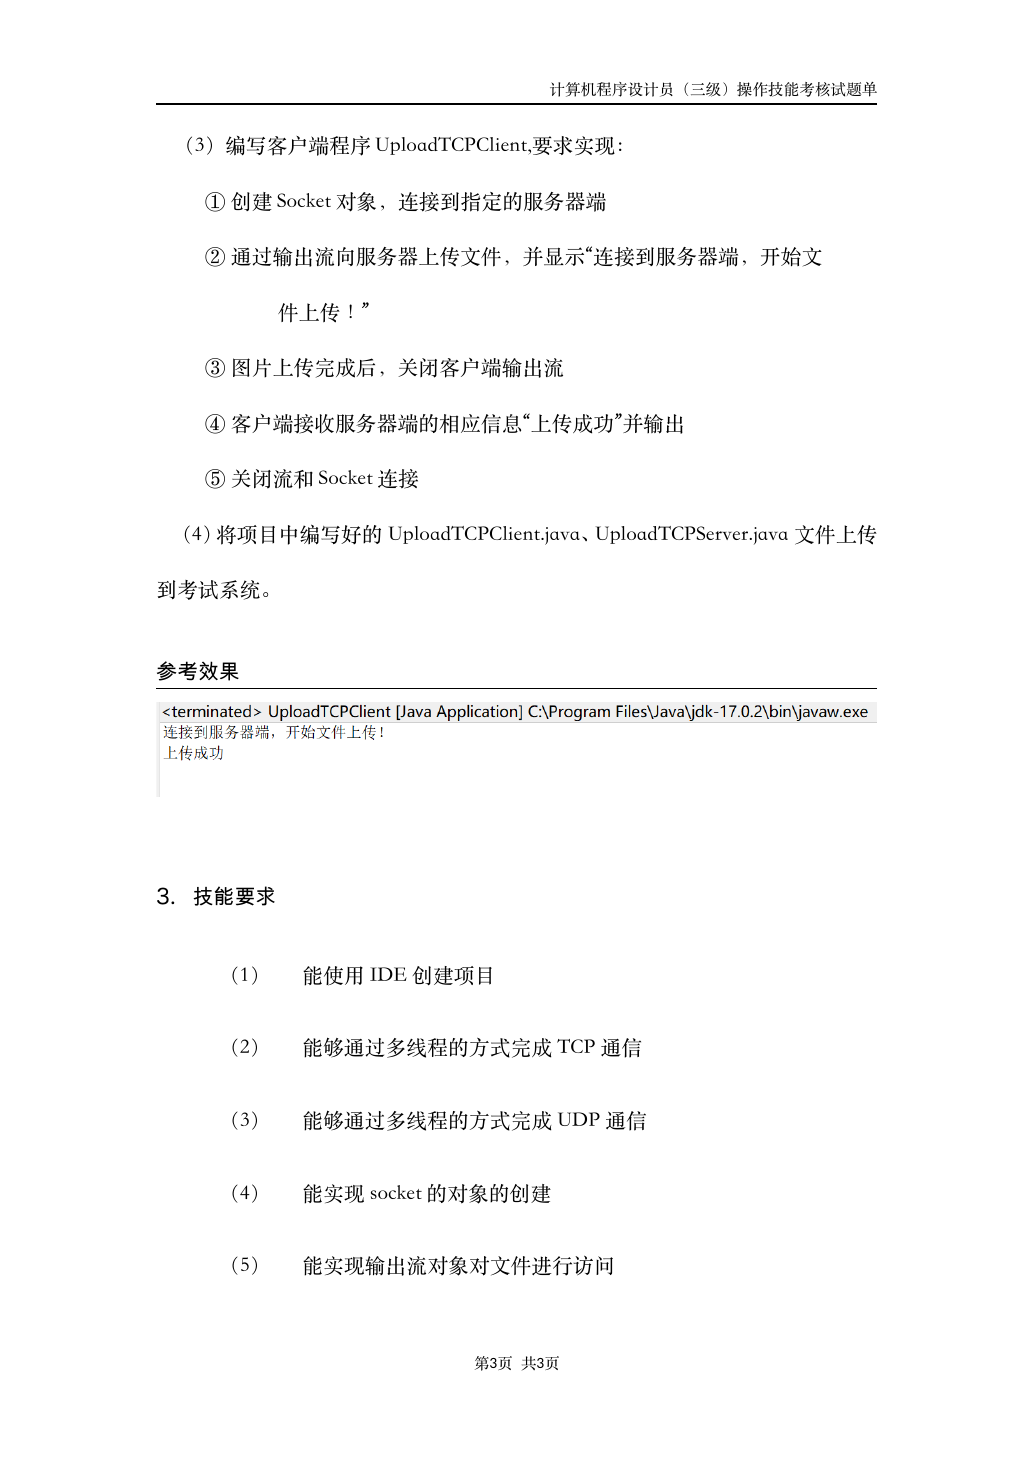 计算机程序设计员（三级）操作技能考核试题单
（3）编写客户端程序 UploadTCPClient,要求实现：
① 创建 Socket 对象，连接到指定的服务器端
② 通过输出流向服务器上传文件，并显示“连接到服务器端，开始文
件上传！”
③ 图片上传完成后，关闭客户端输出流
④ 客户端接收服务器端的相应信息“上传成功”并输出
⑤ 关闭流和 Socket 连接
（4）将项目中编写好的 UploadTCPClient.java、UploadTCPServer.java 文件上传
到考试系统。
参考效果
<terminated> UploadTCPClient [Java Application] C:\Program Files\Java\jdk-17.0.2\bin\javaw.exe
连接到服务器端，开始文件上传！
上传成功
3. 技能要求
（1） 能使用 IDE 创建项目
（2） 能够通过多线程的方式完成 TCP 通信
（3） 能够通过多线程的方式完成 UDP 通信
（4） 能实现 socket 的对象的创建
（5） 能实现输出流对象对文件进行访问
第3页 共3页